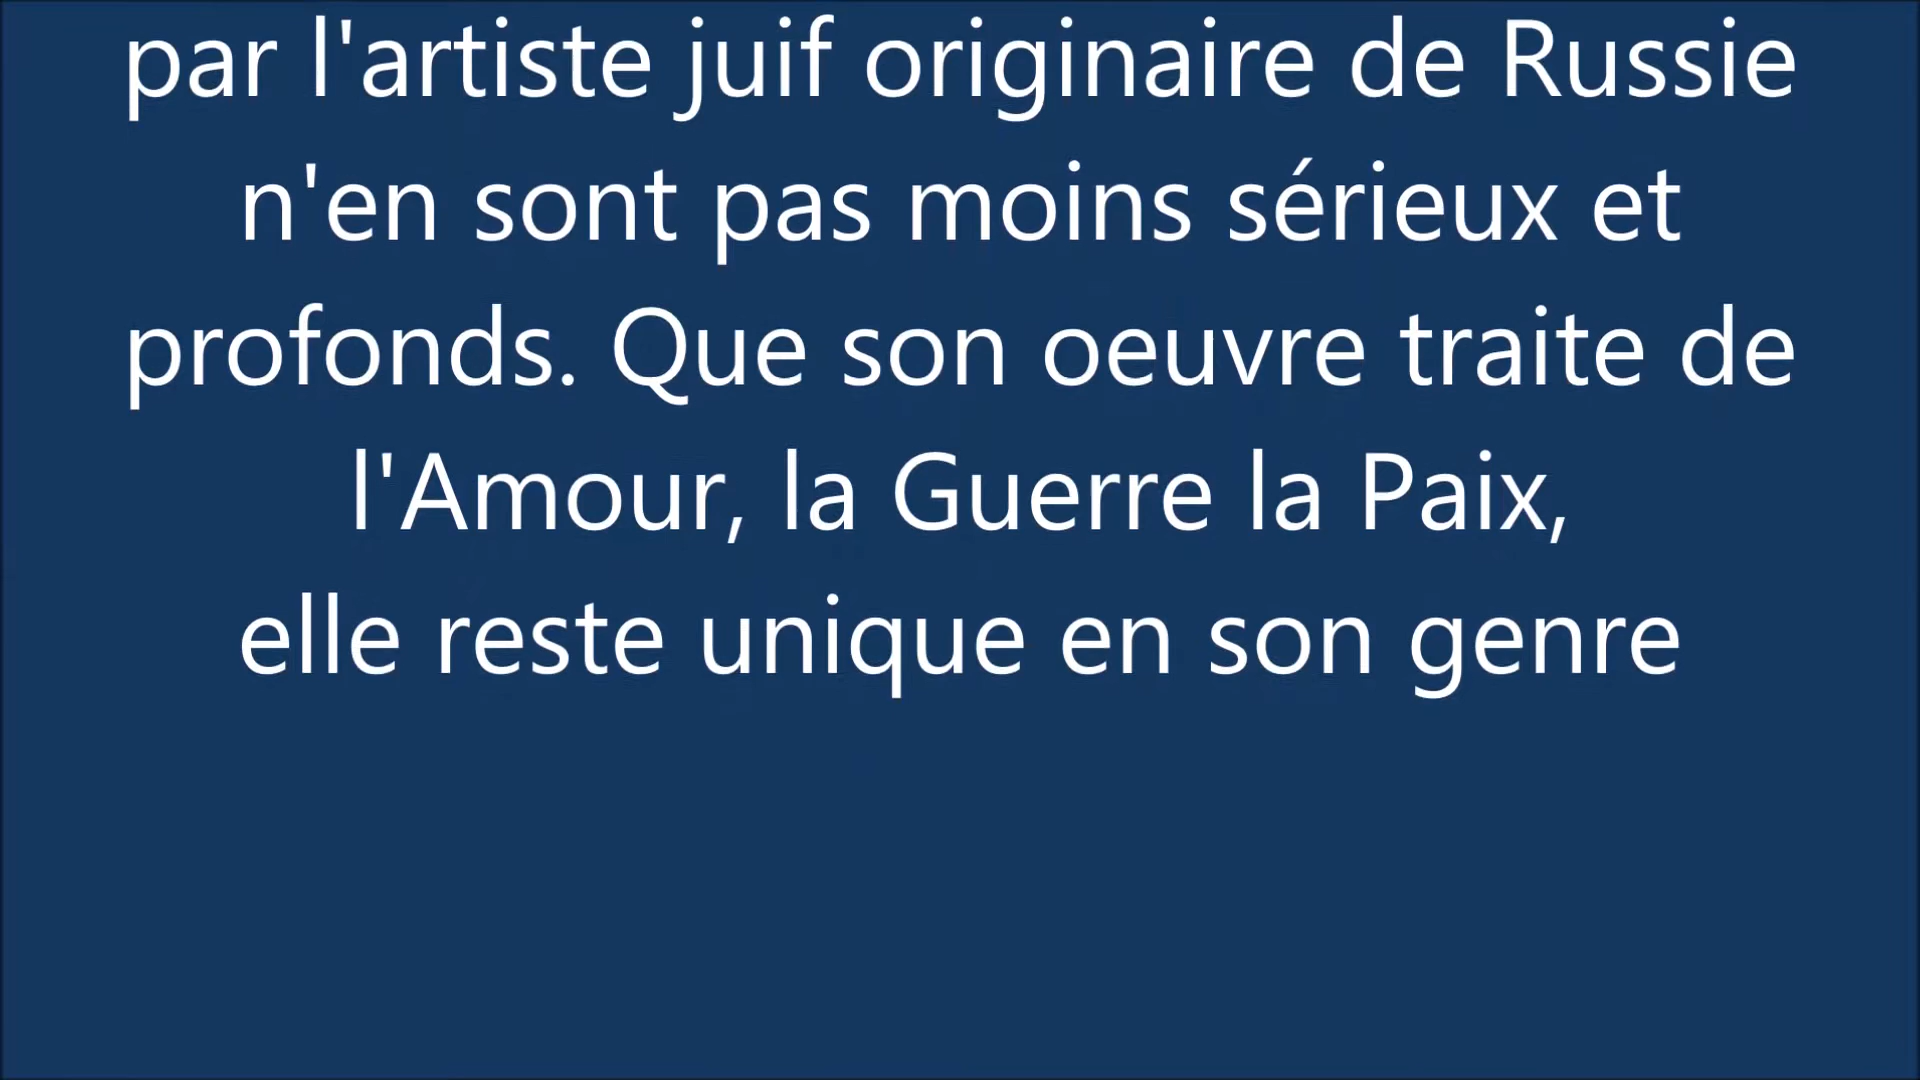 par l'artiste juif originaire de Russie
n'en sont pas moins sérieux et
profonds. Que son oeuvre traite de
l'Amour, la Guerre la Paix,
elle reste unique en son genre